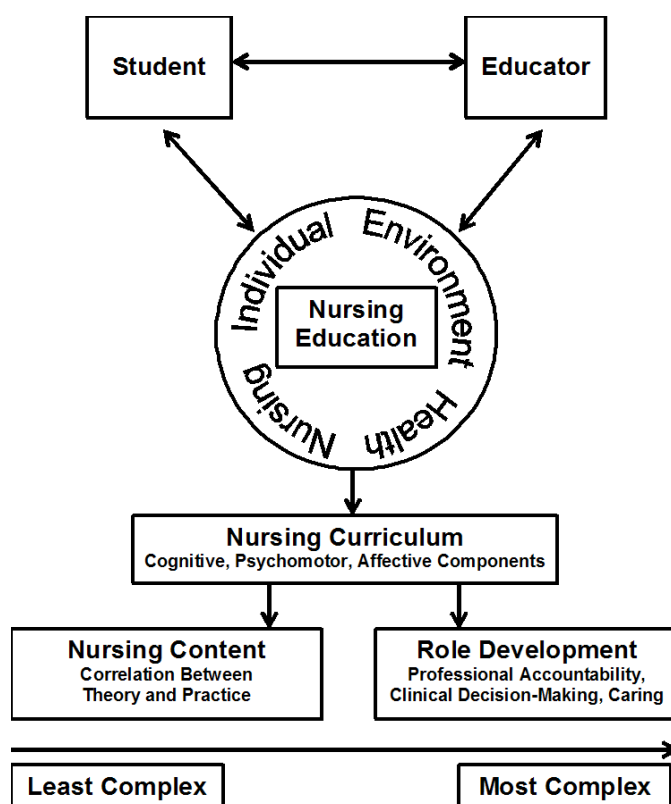 Student
Educator
Individual
Environment
Health
Nursing
Nursing
Education
Nursing Curriculum
Cognitive, Psychomotor, Affective Components
Nursing Content
Correlation Between
Theory and Practice
Role Development
Professional Accountability,
Clinical Decision-Making, Caring
Least Complex
Most Complex